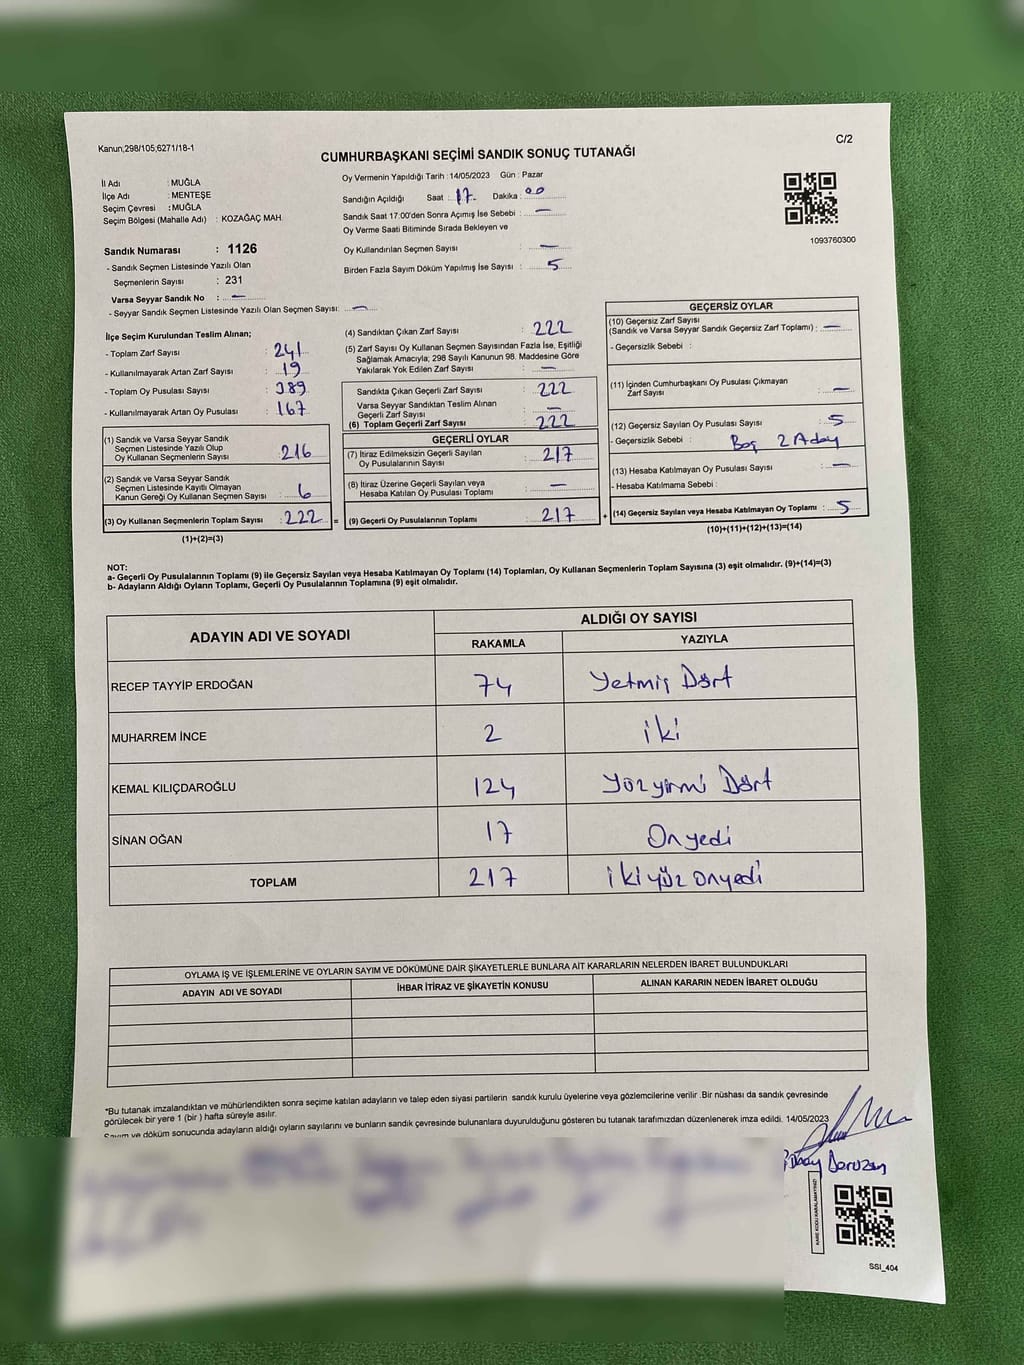 Kanun;298/105;6271/18-1
C/2
CUMHURBAŞKANI SEÇİMİ SANDIK SONUÇ TUTANAĞI
İl Adı : MUĞLA
İlçe Adı : MENTEŞE
Seçim Çevresi : MUĞLA
Seçim Bölgesi (Mahalle Adı) : KOZAĞAÇ MAH.
Sandık Numarası : 1126
- Sandık Seçmen Listesinde Yazılı Olan
Seçmenlerin Sayısı : 231
Varsa Seyyar Sandık No : —
- Seyyar Sandık Seçmen Listesinde Yazılı Olan Seçmen Sayısı: —
Oy Vermenin Yapıldığı Tarih : 14/05/2023 Gün : Pazar
Sandığın Açıldığı Saat : 17 Dakika : 00
Sandık Saat 17:00'den Sonra Açımış İse Sebebi : —
Oy Verme Saati Bitiminde Sırada Bekleyen ve
Oy Kullandırılan Seçmen Sayısı : —
Birden Fazla Sayım Döküm Yapılmış İse Sayısı : 5
1093760300
İlçe Seçim Kurulundan Teslim Alınan;
- Toplam Zarf Sayısı : 241
- Kullanılmayarak Artan Zarf Sayısı : 19
- Toplam Oy Pusulası Sayısı : 389
- Kullanılmayarak Artan Oy Pusulası : 167
(1) Sandık ve Varsa Seyyar Sandık
Seçmen Listesinde Yazılı Olup
Oy Kullanan Seçmenlerin Sayısı : 216
(2) Sandık ve Varsa Seyyar Sandık
Seçmen Listesinde Kayıtlı Olmayan
Kanun Gereği Oy Kullanan Seçmen Sayısı : 6
(3) Oy Kullanan Seçmenlerin Toplam Sayısı : 222 =
(1)+(2)=(3)
(4) Sandıktan Çıkan Zarf Sayısı : 222
(5) Zarf Sayısı Oy Kullanan Seçmen Sayısından Fazla İse, Eşitliği
Sağlamak Amacıyla; 298 Sayılı Kanunun 98. Maddesine Göre
Yakılarak Yok Edilen Zarf Sayısı : —
Sandıkta Çıkan Geçerli Zarf Sayısı : 222
Varsa Seyyar Sandıktan Teslim Alınan
Geçerli Zarf Sayısı : —
(6) Toplam Geçerli Zarf Sayısı : 222
GEÇERLİ OYLAR
(7) İtiraz Edilmeksizin Geçerli Sayılan
Oy Pusulalarının Sayısı : 217
(8) İtiraz Üzerine Geçerli Sayılan veya
Hesaba Katılan Oy Pusulası Toplamı : —
(9) Geçerli Oy Pusulalarının Toplamı : 217 +
GEÇERSİZ OYLAR
(10) Geçersiz Zarf Sayısı
(Sandık ve Varsa Seyyar Sandık Geçersiz Zarf Toplamı) : —
- Geçersizlik Sebebi :
(11) İçinden Cumhurbaşkanı Oy Pusulası Çıkmayan
Zarf Sayısı : —
(12) Geçersiz Sayılan Oy Pusulası Sayısı : 5
- Geçersizlik Sebebi : Boş 2 Aday
(13) Hesaba Katılmayan Oy Pusulası Sayısı : —
- Hesaba Katılmama Sebebi :
(14) Geçersiz Sayılan veya Hesaba Katılmayan Oy Toplamı : 5
(10)+(11)+(12)+(13)=(14)
NOT:
a- Geçerli Oy Pusulalarının Toplamı (9) ile Geçersiz Sayılan veya Hesaba Katılmayan Oy Toplamı (14) Toplamları, Oy Kullanan Seçmenlerin Toplam Sayısına (3) eşit olmalıdır. (9)+(14)=(3)
b- Adayların Aldığı Oyların Toplamı, Geçerli Oy Pusulalarının Toplamına (9) eşit olmalıdır.
ADAYIN ADI VE SOYADI ALDIĞI OY SAYISI
RAKAMLA YAZIYLA
RECEP TAYYİP ERDOĞAN 74 Yetmiş Dört
MUHARREM İNCE 2 iki
KEMAL KILIÇDAROĞLU 124 Yüzyirmi Dört
SİNAN OĞAN 17 Onyedi
TOPLAM 217 ikiyüz onyedi
OYLAMA İŞ VE İŞLEMLERİNE VE OYLARIN SAYIM VE DÖKÜMÜNE DAİR ŞİKAYETLERLE BUNLARA AİT KARARLARIN NELERDEN İBARET BULUNDUKLARI
ADAYIN ADI VE SOYADI İHBAR İTİRAZ VE ŞİKAYETİN KONUSU ALINAN KARARIN NEDEN İBARET OLDUĞU
*Bu tutanak imzalandıktan ve mühürlendikten sonra seçime katılan adayların ve talep eden siyasi partilerin sandık kurulu üyelerine veya gözlemcilerine verilir .Bir nüshası da sandık çevresinde
görülecek bir yere 1 (bir ) hafta süreyle asılır.
Sayım ve döküm sonucunda adayların aldığı oyların sayılarını ve bunların sandık çevresinde bulunanlara duyurulduğunu gösteren bu tutanak tarafımızdan düzenlenerek imza edildi. 14/05/2023
KARE KODU KARALAMAYINIZ!
SSI_404